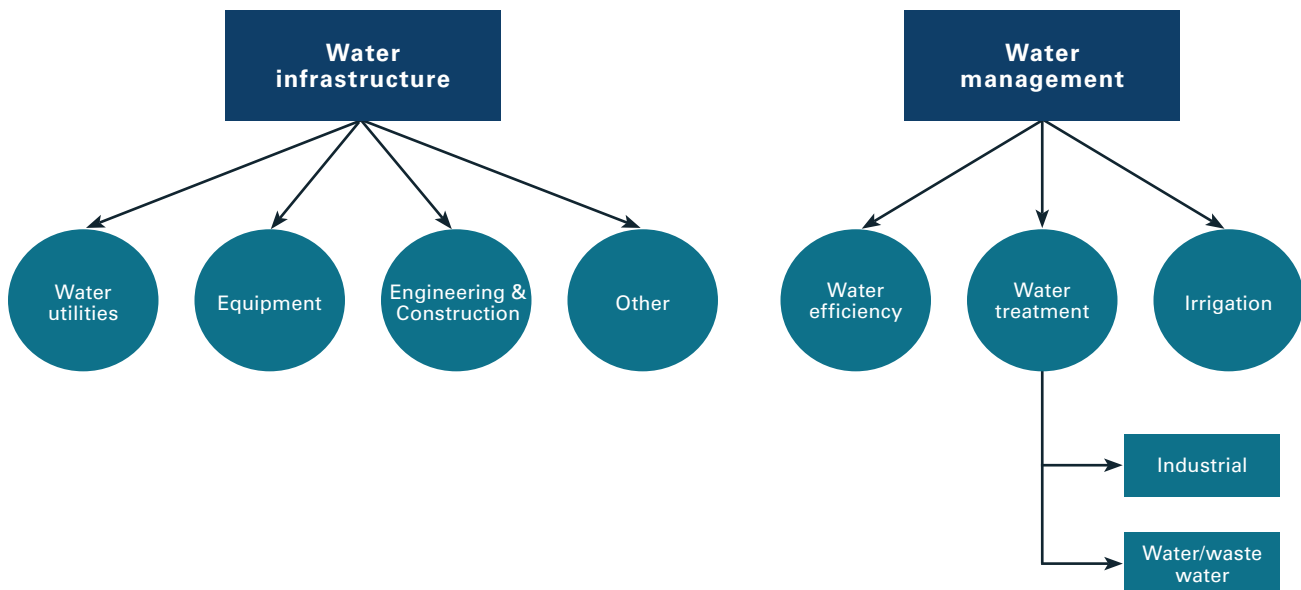 Water
infrastructure
Water
management
Water
utilities
Equipment
Engineering &
Construction
Other
Water
efficiency
Water
treatment
Irrigation
Industrial
Water/waste
water